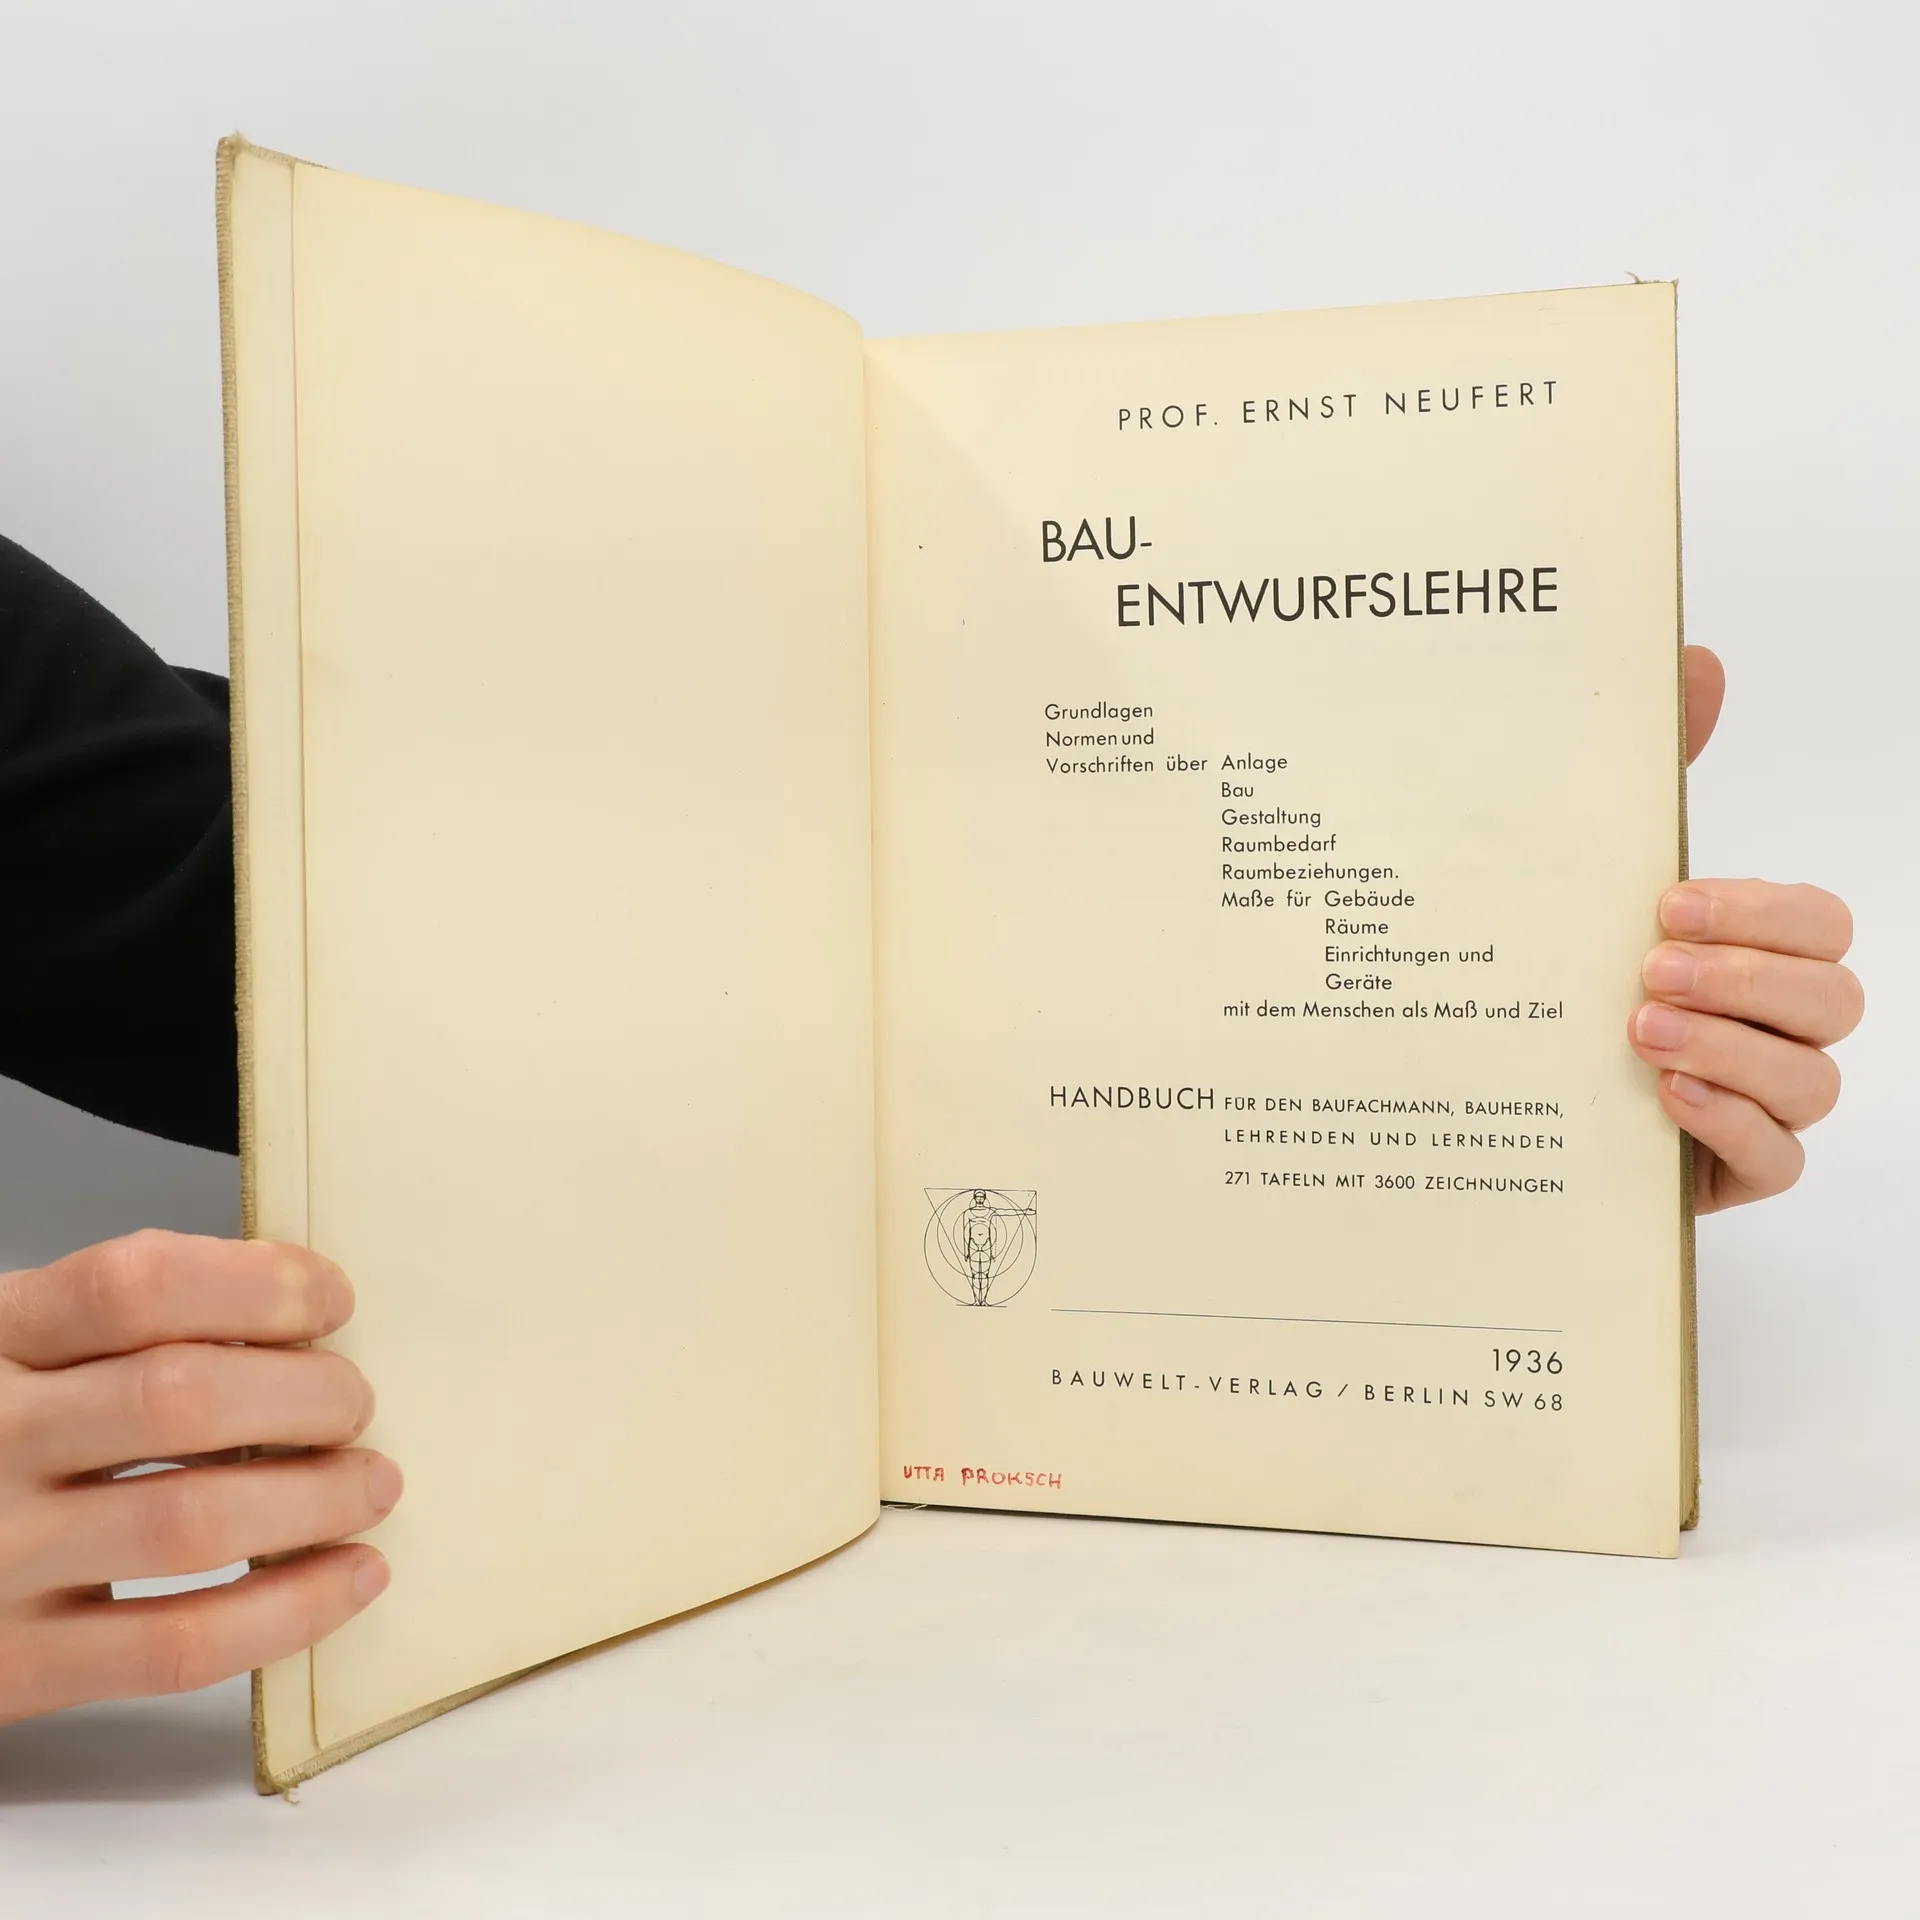 PROF. ERNST NEUFERT
BAU-
ENTWURFSLEHRE
Grundlagen
Normen und
Vorschriften über Anlage
Bau
Gestaltung
Raumbedarf
Raumbeziehungen.
Maße für Gebäude
Räume
Einrichtungen und
Geräte
mit dem Menschen als Maß und Ziel
HANDBUCH FÜR DEN BAUFACHMANN, BAUHERRN,
LEHRENDEN UND LERNENDEN
271 TAFELN MIT 3600 ZEICHNUNGEN
1936
BAUWELT-VERLAG / BERLIN SW 68
UTTA PROKSCH